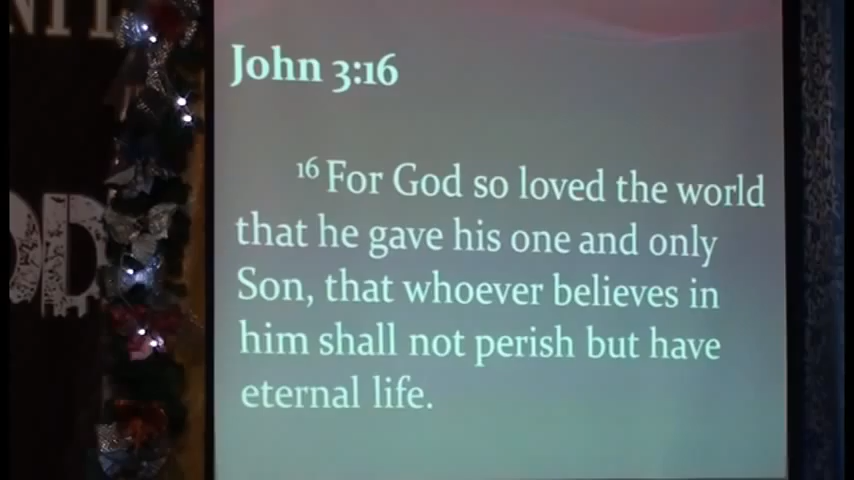 John 3:16
16 For God so loved the world
that he gave his one and only
Son, that whoever believes in
him shall not perish but have
eternal life.